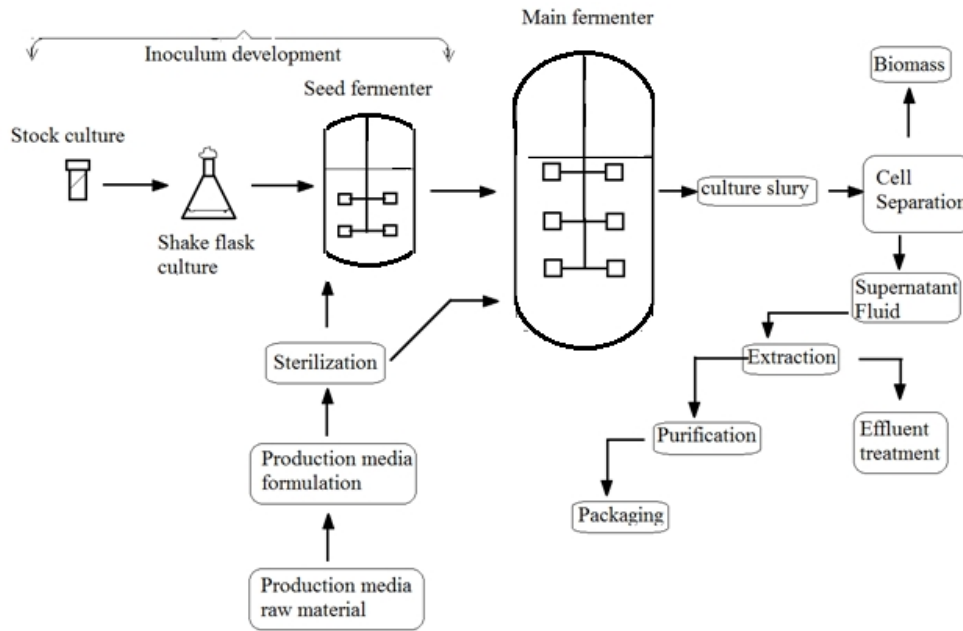 Main fermenter
Inoculum development
Seed fermenter
Stock culture
Shake flask
culture
Biomass
culture slury
Cell
Separation
Supernatant
Fluid
Sterilization
Extraction
Production media
formulation
Purification
Effluent
treatment
Packaging
Production media
raw material